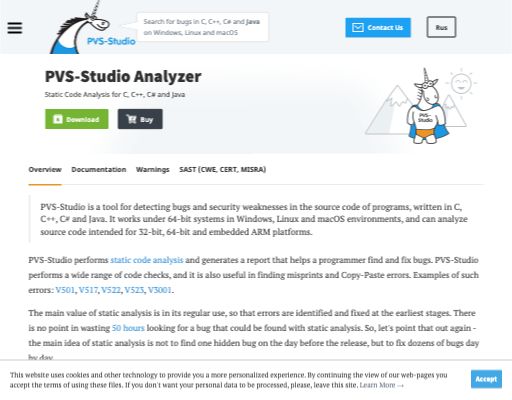 PVS-Studio
Search for bugs in C, C++, C# and Java
on Windows, Linux and macOS
Contact Us
Rus
PVS-Studio Analyzer
Static Code Analysis for C, C++, C# and Java
Download
Buy
PVS-
Studio
Overview Documentation Warnings SAST (CWE, CERT, MISRA)
PVS-Studio is a tool for detecting bugs and security weaknesses in the source code of programs, written in C,
C++, C# and Java. It works under 64-bit systems in Windows, Linux and macOS environments, and can analyze
source code intended for 32-bit, 64-bit and embedded ARM platforms.
PVS-Studio performs static code analysis and generates a report that helps a programmer find and fix bugs. PVS-Studio
performs a wide range of code checks, and it is also useful in finding misprints and Copy-Paste errors. Examples of such
errors: V501, V517, V522, V523, V3001.
The main value of static analysis is in its regular use, so that errors are identified and fixed at the earliest stages. There
is no point in wasting 50 hours looking for a bug that could be found with static analysis. So, let's point that out again -
the main idea of static analysis is not to find one hidden bug on the day before the release, but to fix dozens of bugs day
by day.
This website uses cookies and other technology to provide you a more personalized experience. By continuing the view of our web-pages you
accept the terms of using these files. If you don't want your personal data to be processed, please, leave this site. Learn More →
Accept